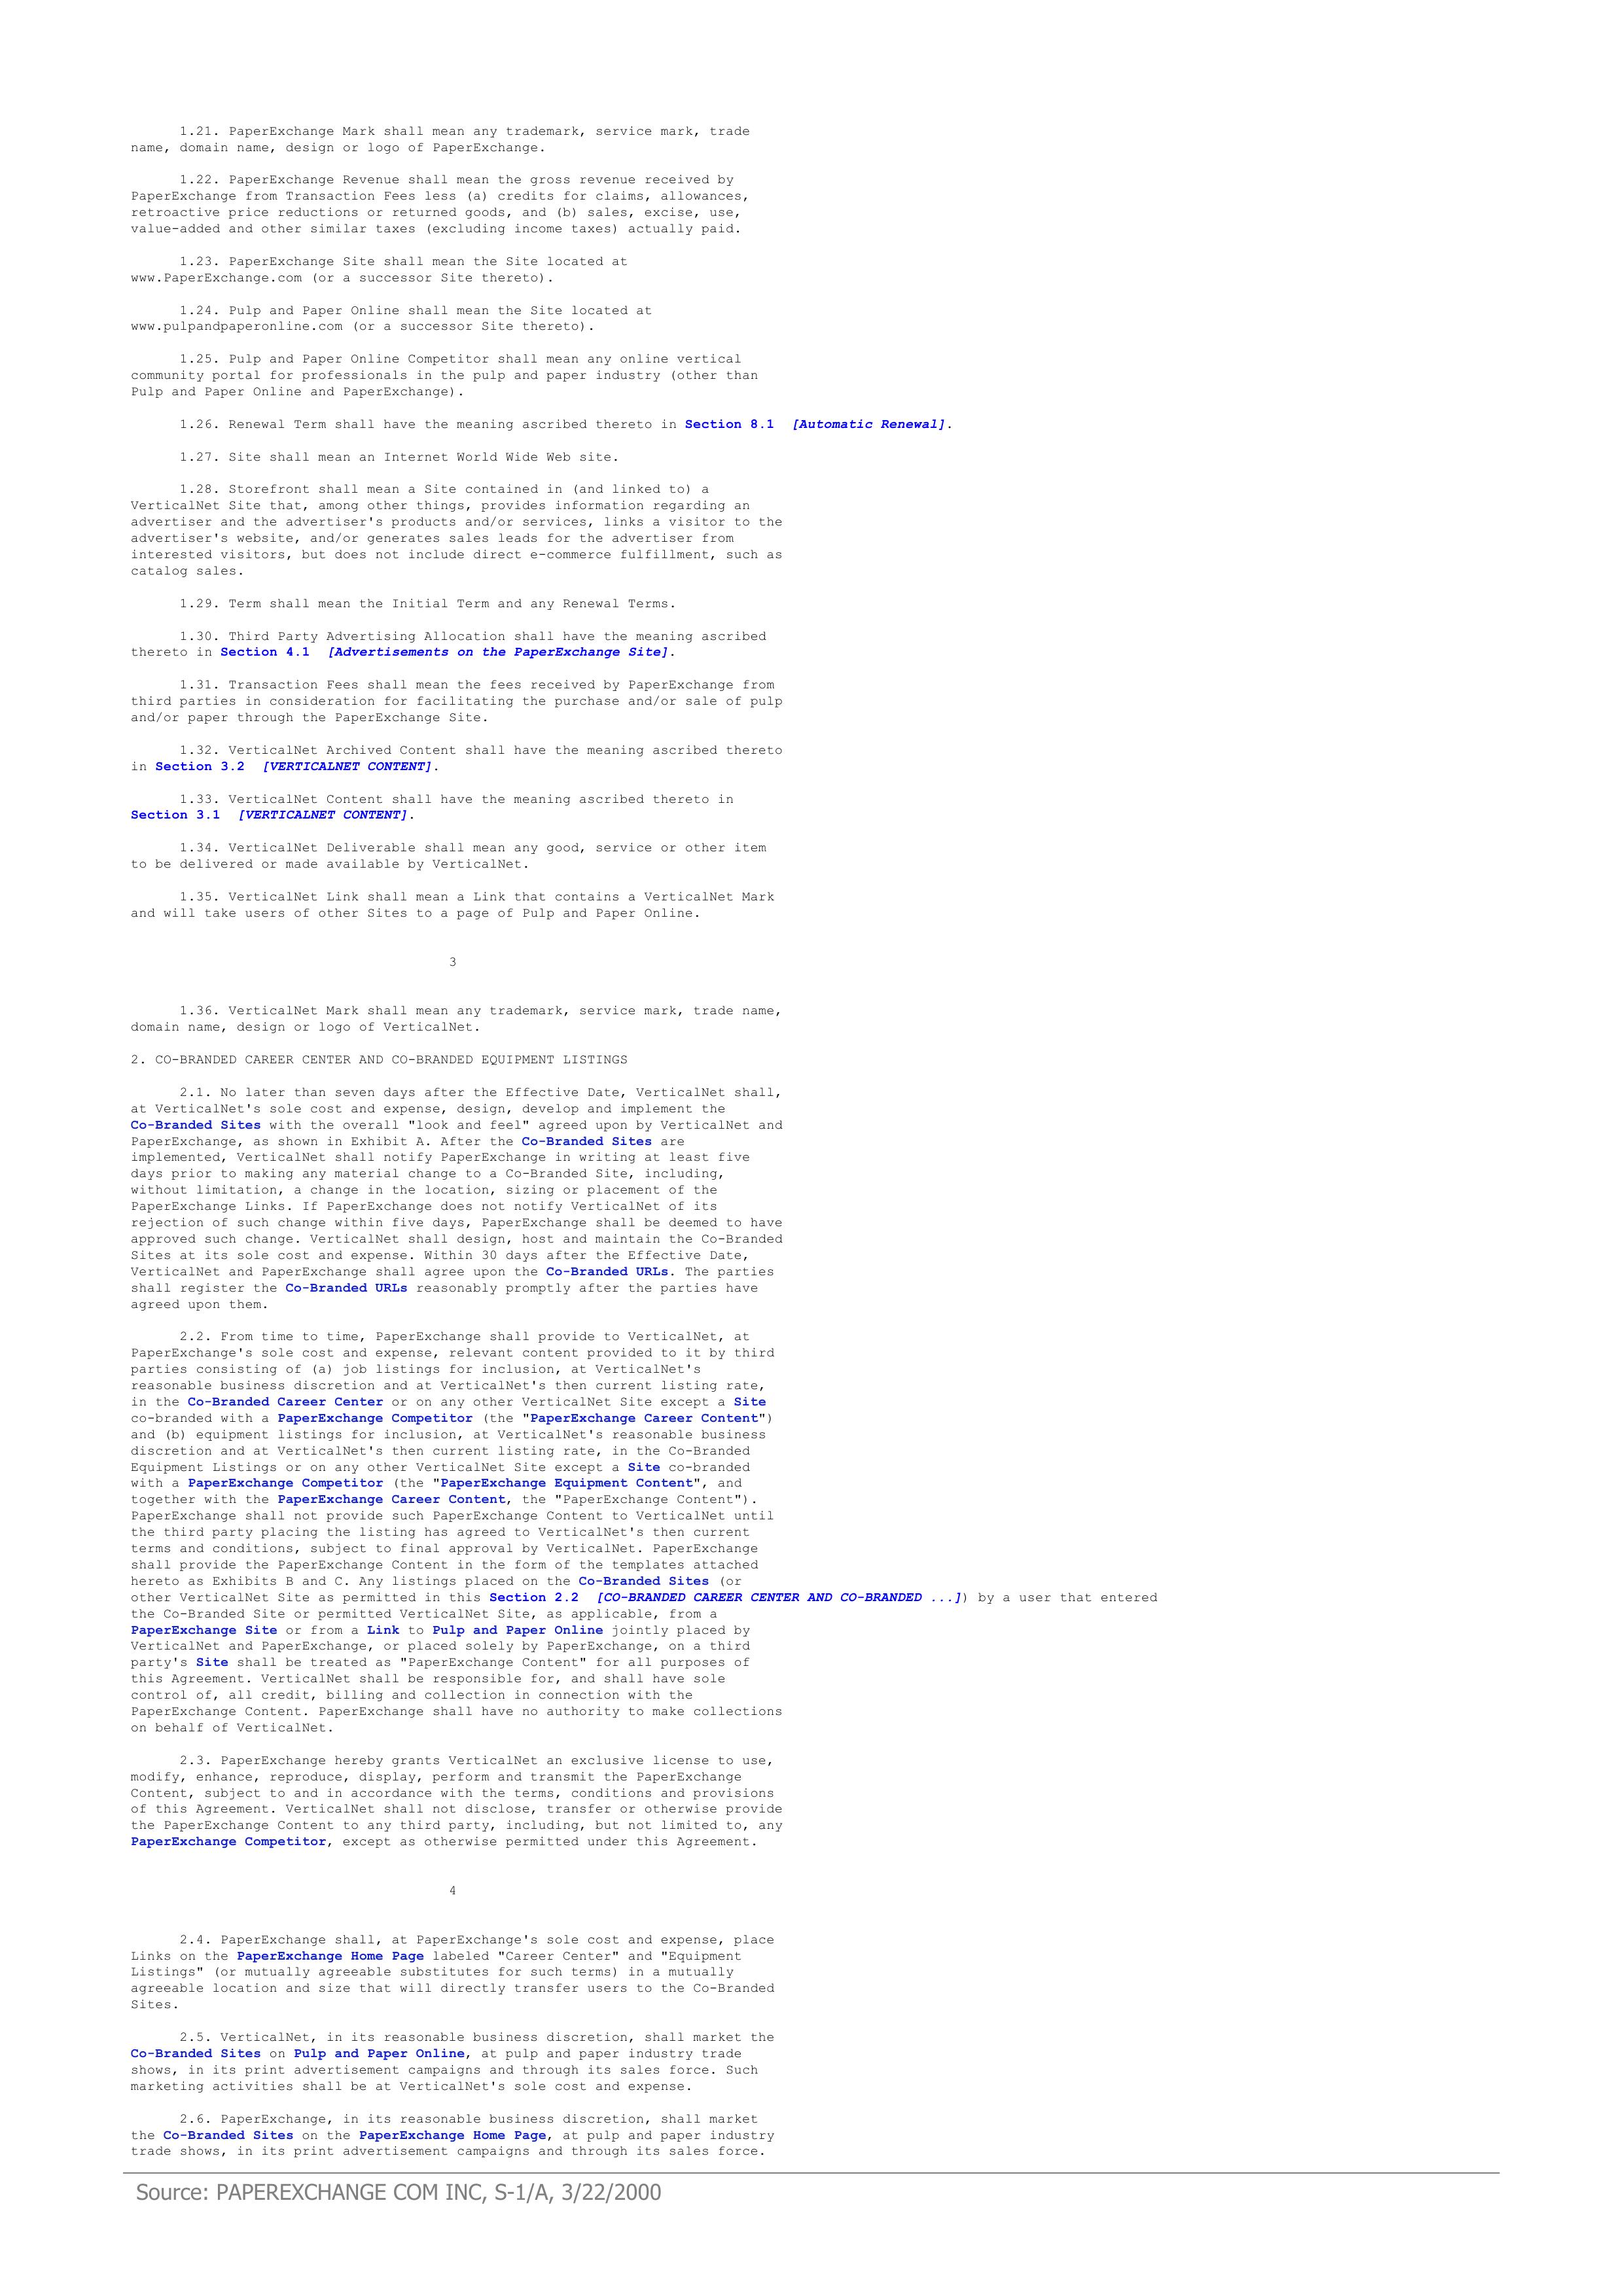 1.21. PaperExchange Mark shall mean any trademark, service mark, trade
name, domain name, design or logo of PaperExchange.
1.22. PaperExchange Revenue shall mean the gross revenue received by
PaperExchange from Transaction Fees less (a) credits for claims, allowances,
retroactive price reductions or returned goods, and (b) sales, excise, use,
value-added and other similar taxes (excluding income taxes) actually paid.
1.23. PaperExchange Site shall mean the Site located at
www.PaperExchange.com (or a successor Site thereto).
1.24. Pulp and Paper Online shall mean the Site located at
www.pulpandpaperonline.com (or a successor Site thereto).
1.25. Pulp and Paper Online Competitor shall mean any online vertical
community portal for professionals in the pulp and paper industry (other than
Pulp and Paper Online and PaperExchange).
1.26. Renewal Term shall have the meaning ascribed thereto in Section 8.1 [Automatic Renewal].
1.27. Site shall mean an Internet World Wide Web site.
1.28. Storefront shall mean a Site contained in (and linked to) a
VerticalNet Site that, among other things, provides information regarding an
advertiser and the advertiser's products and/or services, links a visitor to the
advertiser's website, and/or generates sales leads for the advertiser from
interested visitors, but does not include direct e-commerce fulfillment, such as
catalog sales.
1.29. Term shall mean the Initial Term and any Renewal Terms.
1.30. Third Party Advertising Allocation shall have the meaning ascribed
thereto in Section 4.1 [Advertisements on the PaperExchange Site].
1.31. Transaction Fees shall mean the fees received by PaperExchange from
third parties in consideration for facilitating the purchase and/or sale of pulp
and/or paper through the PaperExchange Site.
1.32. VerticalNet Archived Content shall have the meaning ascribed thereto
in Section 3.2 [VERTICALNET CONTENT].
1.33. VerticalNet Content shall have the meaning ascribed thereto in
Section 3.1 [VERTICALNET CONTENT].
1.34. VerticalNet Deliverable shall mean any good, service or other item
to be delivered or made available by VerticalNet.
1.35. VerticalNet Link shall mean a Link that contains a VerticalNet Mark
and will take users of other Sites to a page of Pulp and Paper Online.
3
1.36. VerticalNet Mark shall mean any trademark, service mark, trade name,
domain name, design or logo of VerticalNet.
2. CO-BRANDED CAREER CENTER AND CO-BRANDED EQUIPMENT LISTINGS
2.1. No later than seven days after the Effective Date, VerticalNet shall,
at VerticalNet's sole cost and expense, design, develop and implement the
Co-Branded Sites with the overall "look and feel" agreed upon by VerticalNet and
PaperExchange, as shown in Exhibit A. After the Co-Branded Sites are
implemented, VerticalNet shall notify PaperExchange in writing at least five
days prior to making any material change to a Co-Branded Site, including,
without limitation, a change in the location, sizing or placement of the
PaperExchange Links. If PaperExchange does not notify VerticalNet of its
rejection of such change within five days, PaperExchange shall be deemed to have
approved such change. VerticalNet shall design, host and maintain the Co-Branded
Sites at its sole cost and expense. Within 30 days after the Effective Date,
VerticalNet and PaperExchange shall agree upon the Co-Branded URLs. The parties
shall register the Co-Branded URLs reasonably promptly after the parties have
agreed upon them.
2.2. From time to time, PaperExchange shall provide to VerticalNet, at
PaperExchange's sole cost and expense, relevant content provided to it by third
parties consisting of (a) job listings for inclusion, at VerticalNet's
reasonable business discretion and at VerticalNet's then current listing rate,
in the Co-Branded Career Center or on any other VerticalNet Site except a Site
co-branded with a PaperExchange Competitor (the "PaperExchange Career Content")
and (b) equipment listings for inclusion, at VerticalNet's reasonable business
discretion and at VerticalNet's then current listing rate, in the Co-Branded
Equipment Listings or on any other VerticalNet Site except a Site co-branded
with a PaperExchange Competitor (the "PaperExchange Equipment Content", and
together with the PaperExchange Career Content, the "PaperExchange Content").
PaperExchange shall not provide such PaperExchange Content to VerticalNet until
the third party placing the listing has agreed to VerticalNet's then current
terms and conditions, subject to final approval by VerticalNet. PaperExchange
shall provide the PaperExchange Content in the form of the templates attached
hereto as Exhibits B and C. Any listings placed on the Co-Branded Sites (or
other VerticalNet Site as permitted in this Section 2.2 [CO-BRANDED CAREER CENTER AND CO-BRANDED ...]) by a user that entered
the Co-Branded Site or permitted VerticalNet Site, as applicable, from a
PaperExchange Site or from a Link to Pulp and Paper Online jointly placed by
VerticalNet and PaperExchange, or placed solely by PaperExchange, on a third
party's Site shall be treated as "PaperExchange Content" for all purposes of
this Agreement. VerticalNet shall be responsible for, and shall have sole
control of, all credit, billing and collection in connection with the
PaperExchange Content. PaperExchange shall have no authority to make collections
on behalf of VerticalNet.
2.3. PaperExchange hereby grants VerticalNet an exclusive license to use,
modify, enhance, reproduce, display, perform and transmit the PaperExchange
Content, subject to and in accordance with the terms, conditions and provisions
of this Agreement. VerticalNet shall not disclose, transfer or otherwise provide
the PaperExchange Content to any third party, including, but not limited to, any
PaperExchange Competitor, except as otherwise permitted under this Agreement.
4
2.4. PaperExchange shall, at PaperExchange's sole cost and expense, place
Links on the PaperExchange Home Page labeled "Career Center" and "Equipment
Listings" (or mutually agreeable substitutes for such terms) in a mutually
agreeable location and size that will directly transfer users to the Co-Branded
Sites.
2.5. VerticalNet, in its reasonable business discretion, shall market the
Co-Branded Sites on Pulp and Paper Online, at pulp and paper industry trade
shows, in its print advertisement campaigns and through its sales force. Such
marketing activities shall be at VerticalNet's sole cost and expense.
2.6. PaperExchange, in its reasonable business discretion, shall market
the Co-Branded Sites on the PaperExchange Home Page, at pulp and paper industry
trade shows, in its print advertisement campaigns and through its sales force.
Source: PAPEREXCHANGE COM INC, S-1/A, 3/22/2000